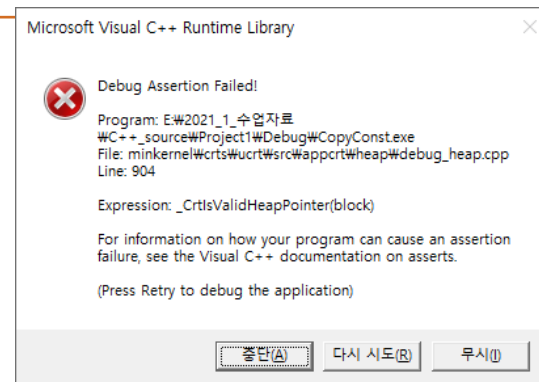 Microsoft Visual C++ Runtime Library
Debug Assertion Failed!
Program: E:₩2021_1_수업자료
₩C++_source₩Project1₩Debug₩CopyConst.exe
File: minkernel₩crts₩ucrt₩src₩appcrt₩heap₩debug_heap.cpp
Line: 904
Expression: _CrtIsValidHeapPointer(block)
For information on how your program can cause an assertion
failure, see the Visual C++ documentation on asserts.
(Press Retry to debug the application)
중단(A) 다시 시도(R) 무시(I)